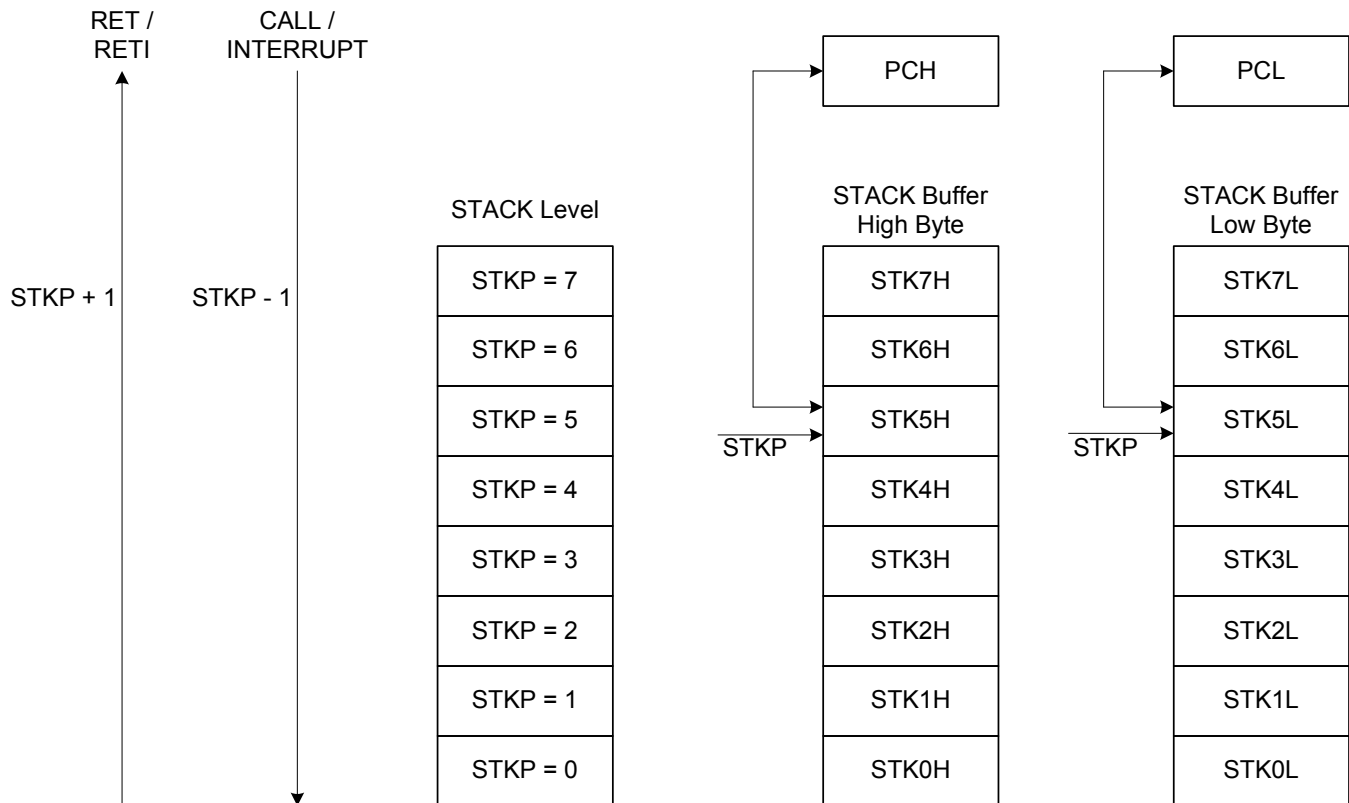 RET /
RETI
CALL /
INTERRUPT
PCH
PCL
STACK Level
STACK Buffer
High Byte
STACK Buffer
Low Byte
STKP + 1
STKP - 1
STKP = 7
STK7H
STK7L
STKP = 6
STK6H
STK6L
STKP = 5
STK5H
STK5L
STKP
STKP
STKP = 4
STK4H
STK4L
STKP = 3
STK3H
STK3L
STKP = 2
STK2H
STK2L
STKP = 1
STK1H
STK1L
STKP = 0
STK0H
STK0L